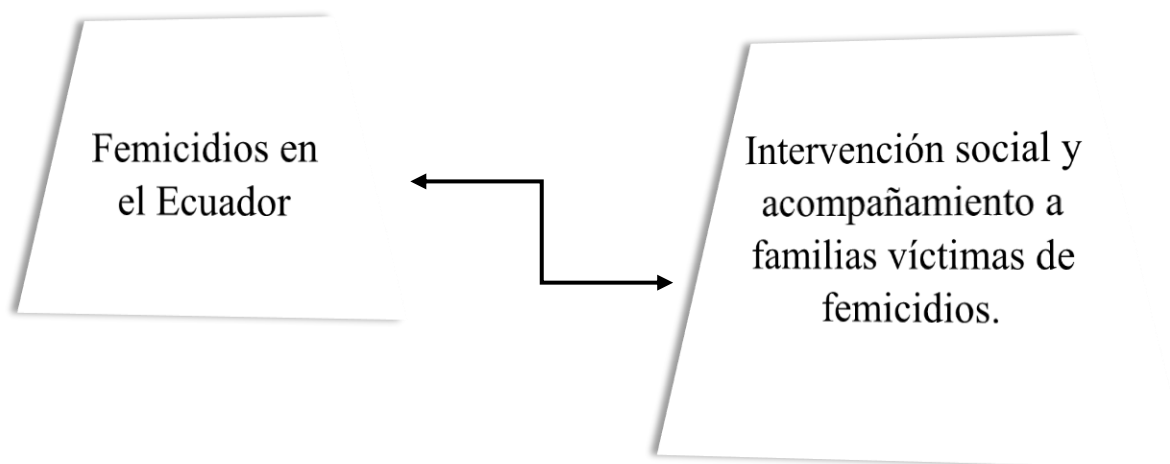 Femicidios en
el Ecuador
Intervención social y
acompañamiento a
familias víctimas de
femicidios.